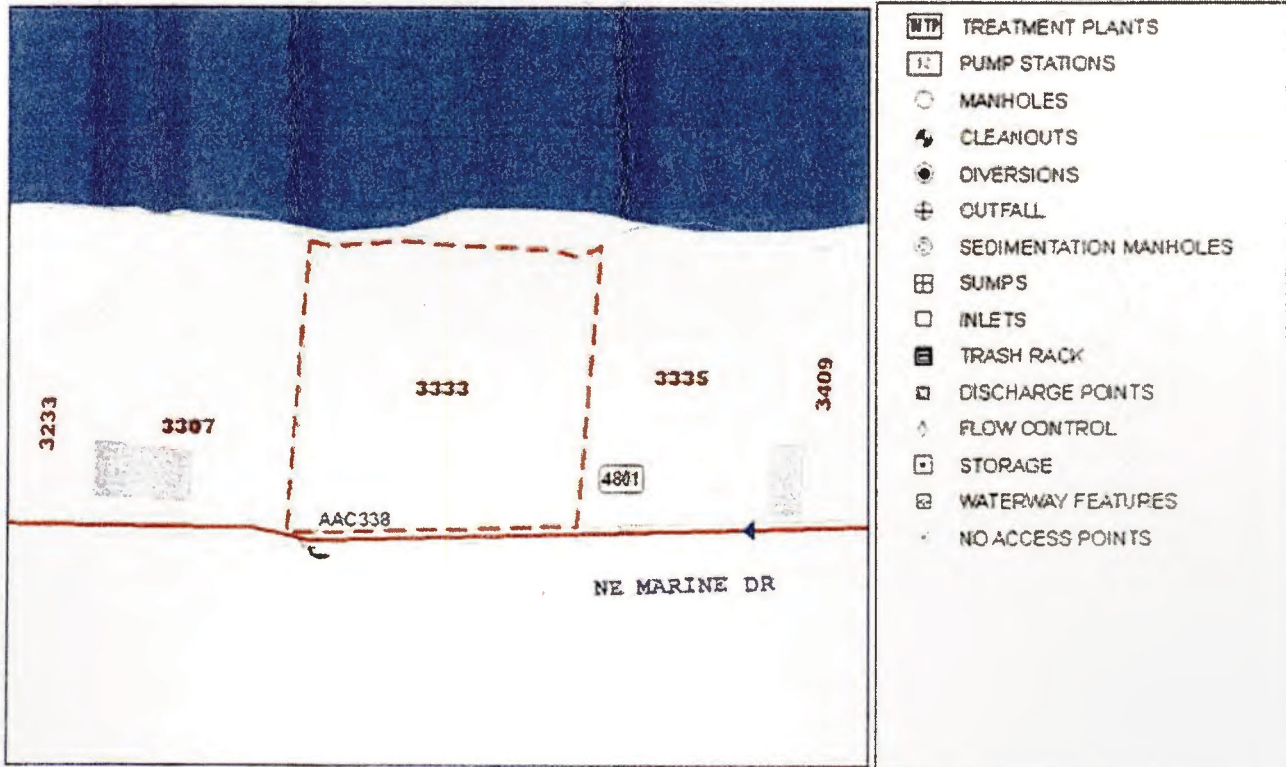 3233
3307
3333
3335
3409
4801
AAC338
NE MARINE DR
TREATMENT PLANTS
PUMP STATIONS
MANHOLES
CLEANOUTS
DIVERSIONS
OUTFALL
SEDIMENTATION MANHOLES
SUMPS
INLETS
TRASH RACK
DISCHARGE POINTS
FLOW CONTROL
STORAGE
WATERWAY FEATURES
NO ACCESS POINTS